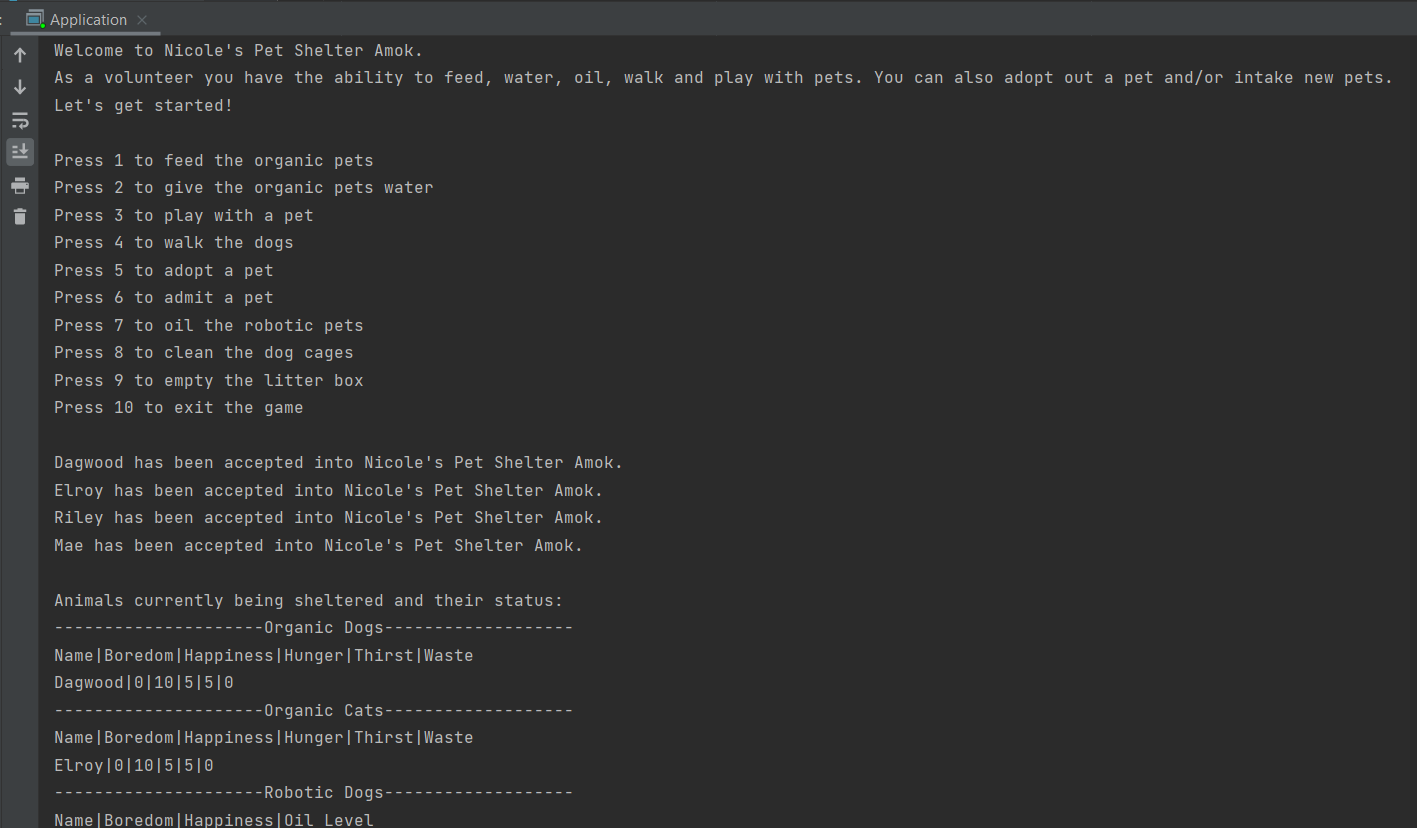 Application
Welcome to Nicole's Pet Shelter Amok.
As a volunteer you have the ability to feed, water, oil, walk and play with pets. You can also adopt out a pet and/or intake new pets.
Let's get started!
Press 1 to feed the organic pets
Press 2 to give the organic pets water
Press 3 to play with a pet
Press 4 to walk the dogs
Press 5 to adopt a pet
Press 6 to admit a pet
Press 7 to oil the robotic pets
Press 8 to clean the dog cages
Press 9 to empty the litter box
Press 10 to exit the game
Dagwood has been accepted into Nicole's Pet Shelter Amok.
Elroy has been accepted into Nicole's Pet Shelter Amok.
Riley has been accepted into Nicole's Pet Shelter Amok.
Mae has been accepted into Nicole's Pet Shelter Amok.
Animals currently being sheltered and their status:
---------------------Organic Dogs-------------------
Name|Boredom|Happiness|Hunger|Thirst|Waste
Dagwood|0|10|5|5|0
---------------------Organic Cats-------------------
Name|Boredom|Happiness|Hunger|Thirst|Waste
Elroy|0|10|5|5|0
---------------------Robotic Dogs-------------------
Name|Boredom|Happiness|Oil Level